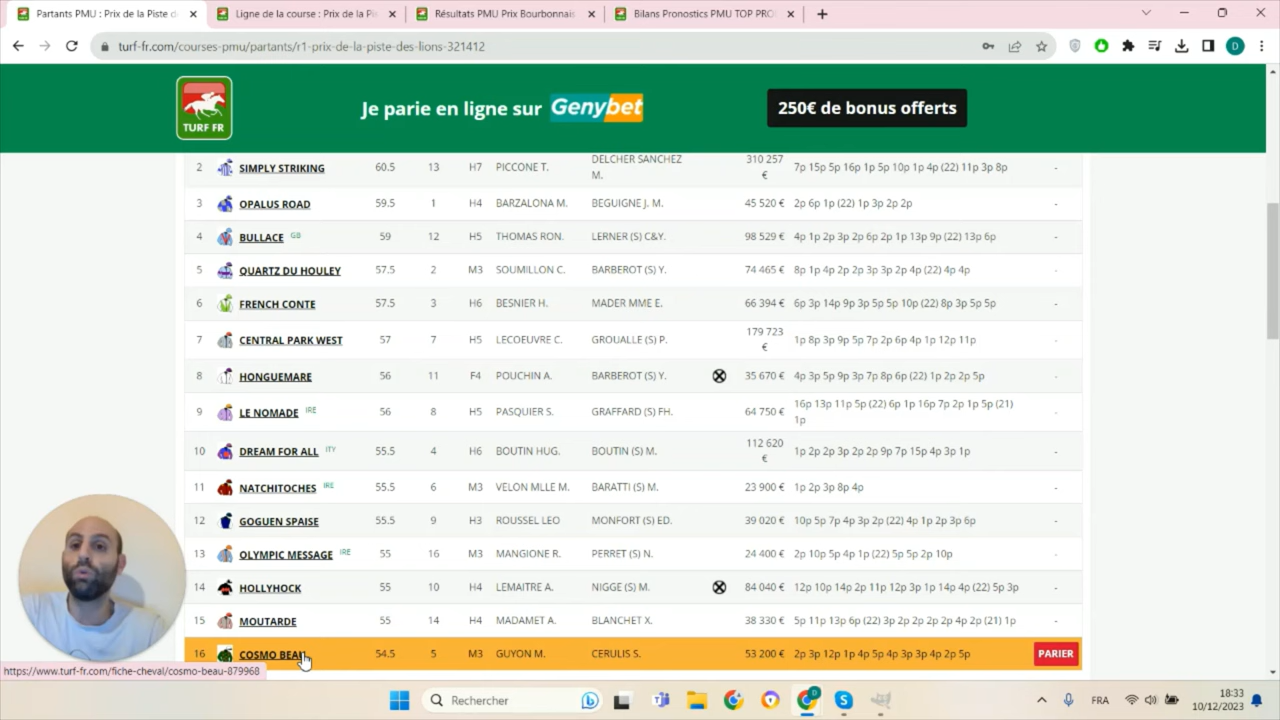 Partants PMU : Prix de la Piste d
Ligne de la course : Prix de la Pi
Résultats PMU Prix Bourbonnais
Bilans Pronostics PMU TOP PRO
turf-fr.com/courses-pmu/partants/r1-prix-de-la-piste-des-lions-321412
D
TURF FR
Je parie en ligne sur Genybet
250€ de bonus offerts
2 SIMPLY STRIKING 60.5 13 H7 PICCONE T. DELCHER SANCHEZ M. 310 257 € 7p 15p 5p 16p 1p 5p 10p 1p 4p (22) 11p 3p 8p -
3 OPALUS ROAD 59.5 1 H4 BARZALONA M. BEGUIGNE J. M. 45 520 € 2p 6p 1p (22) 1p 3p 2p 2p -
4 BULLACE GB 59 12 H5 THOMAS RON. LERNER (S) C&Y. 98 529 € 4p 1p 2p 3p 2p 6p 2p 1p 13p 9p (22) 13p 6p -
5 QUARTZ DU HOULEY 57.5 2 M3 SOUMILLON C. BARBEROT (S) Y. 74 465 € 8p 1p 4p 2p 2p 3p 3p 2p 4p (22) 4p 4p -
6 FRENCH CONTE 57.5 3 H6 BESNIER H. MADER MME E. 66 394 € 6p 3p 14p 9p 3p 5p 5p 10p (22) 8p 3p 5p 5p -
7 CENTRAL PARK WEST 57 7 H5 LECOEUVRE C. GROUALLE (S) P. 179 723 € 1p 8p 3p 9p 5p 7p 2p 6p 4p 1p 12p 11p -
8 HONGUEMARE 56 11 F4 POUCHIN A. BARBEROT (S) Y. 35 670 € 4p 3p 5p 9p 3p 7p 8p 6p (22) 1p 2p 2p 5p -
9 LE NOMADE IRE 56 8 H5 PASQUIER S. GRAFFARD (S) FH. 64 750 € 16p 13p 11p 5p (22) 6p 1p 16p 7p 2p 1p 5p (21) 1p -
10 DREAM FOR ALL ITY 55.5 4 H6 BOUTIN HUG. BOUTIN (S) M. 112 620 € 1p 2p 2p 3p 2p 2p 9p 7p 15p 4p 3p 1p -
11 NATCHITOCHES IRE 55.5 6 M3 VELON MLLE M. BARATTI (S) M. 23 900 € 1p 2p 3p 8p 4p -
12 GOGUEN SPAISE 55.5 9 H3 ROUSSEL LEO MONFORT (S) ED. 39 020 € 10p 5p 7p 4p 3p 2p (22) 4p 1p 2p 3p 6p -
13 OLYMPIC MESSAGE IRE 55 16 M3 MANGIONE R. PERRET (S) N. 24 400 € 2p 10p 5p 4p 1p (22) 5p 5p 2p 10p -
14 HOLLYHOCK 55 10 H4 LEMAITRE A. NIGGE (S) M. 84 040 € 12p 10p 14p 2p 11p 12p 3p 1p 14p 4p (22) 5p 3p -
15 MOUTARDE 55 14 H4 MADAMET A. BLANCHET X. 38 330 € 5p 11p 13p 6p (22) 3p 2p 2p 2p 2p 4p 2p (21) 1p -
16 COSMO BEAU 54.5 5 M3 GUYON M. CERULIS S. 53 200 € 2p 3p 12p 1p 4p 5p 4p 3p 3p 4p 2p 5p PARIER
https://www.turf-fr.com/fiche-cheval/cosmo-beau-879968
Rechercher
FRA
18:33
10/12/2023